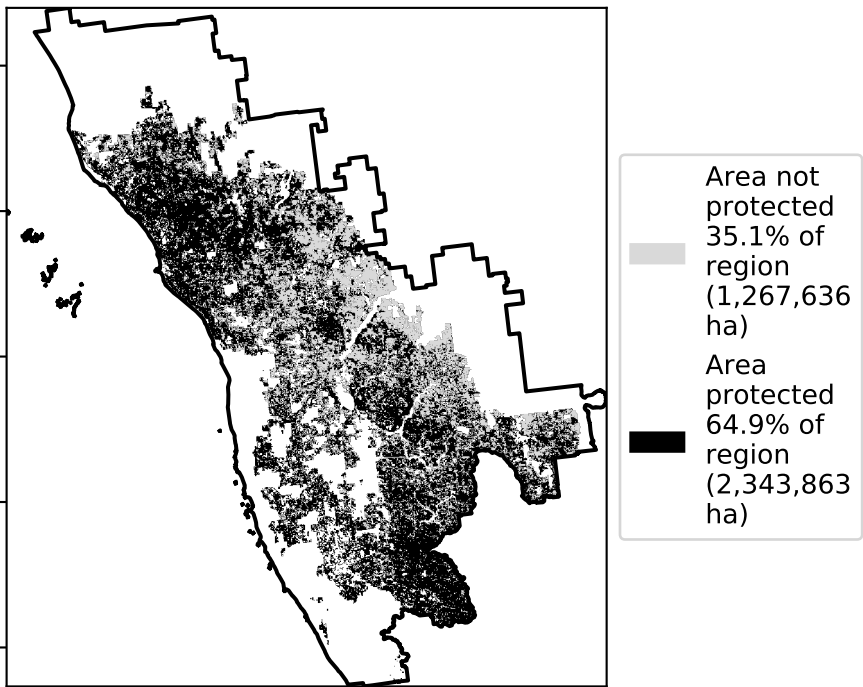 Area not
protected
35.1% of
region
(1,267,636
ha)
Area
protected
64.9% of
region
(2,343,863
ha)